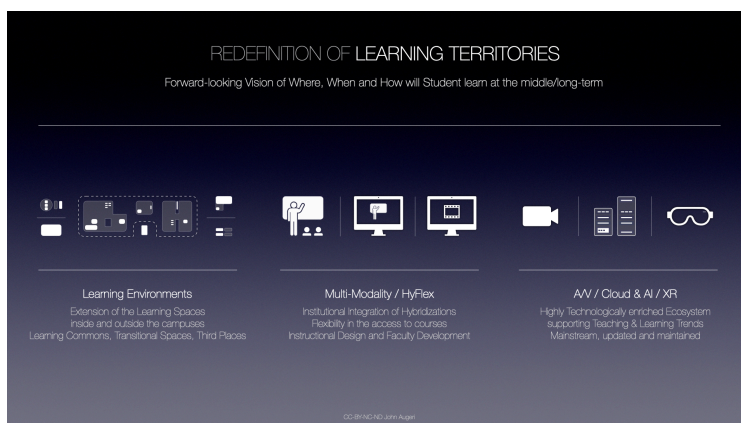 REDEFINITION OF LEARNING TERRITORIES
Forward-looking Vision of Where, When and How will Student learn at the middle/long-term
Learning Environments
Extension of the Learning Spaces
inside and outside the campuses
Learning Commons, Transitional Spaces, Third Places
Multi-Modality / HyFlex
Institutional Integration of Hybridizations
Flexibility in the access to courses
Instructional Design and Faculty Development
A/V / Cloud & AI / XR
Highly Technologically enriched Ecosystem
supporting Teaching & Learning Trends
Mainstream, updated and maintained
CC-BY-NC-ND John Augeri